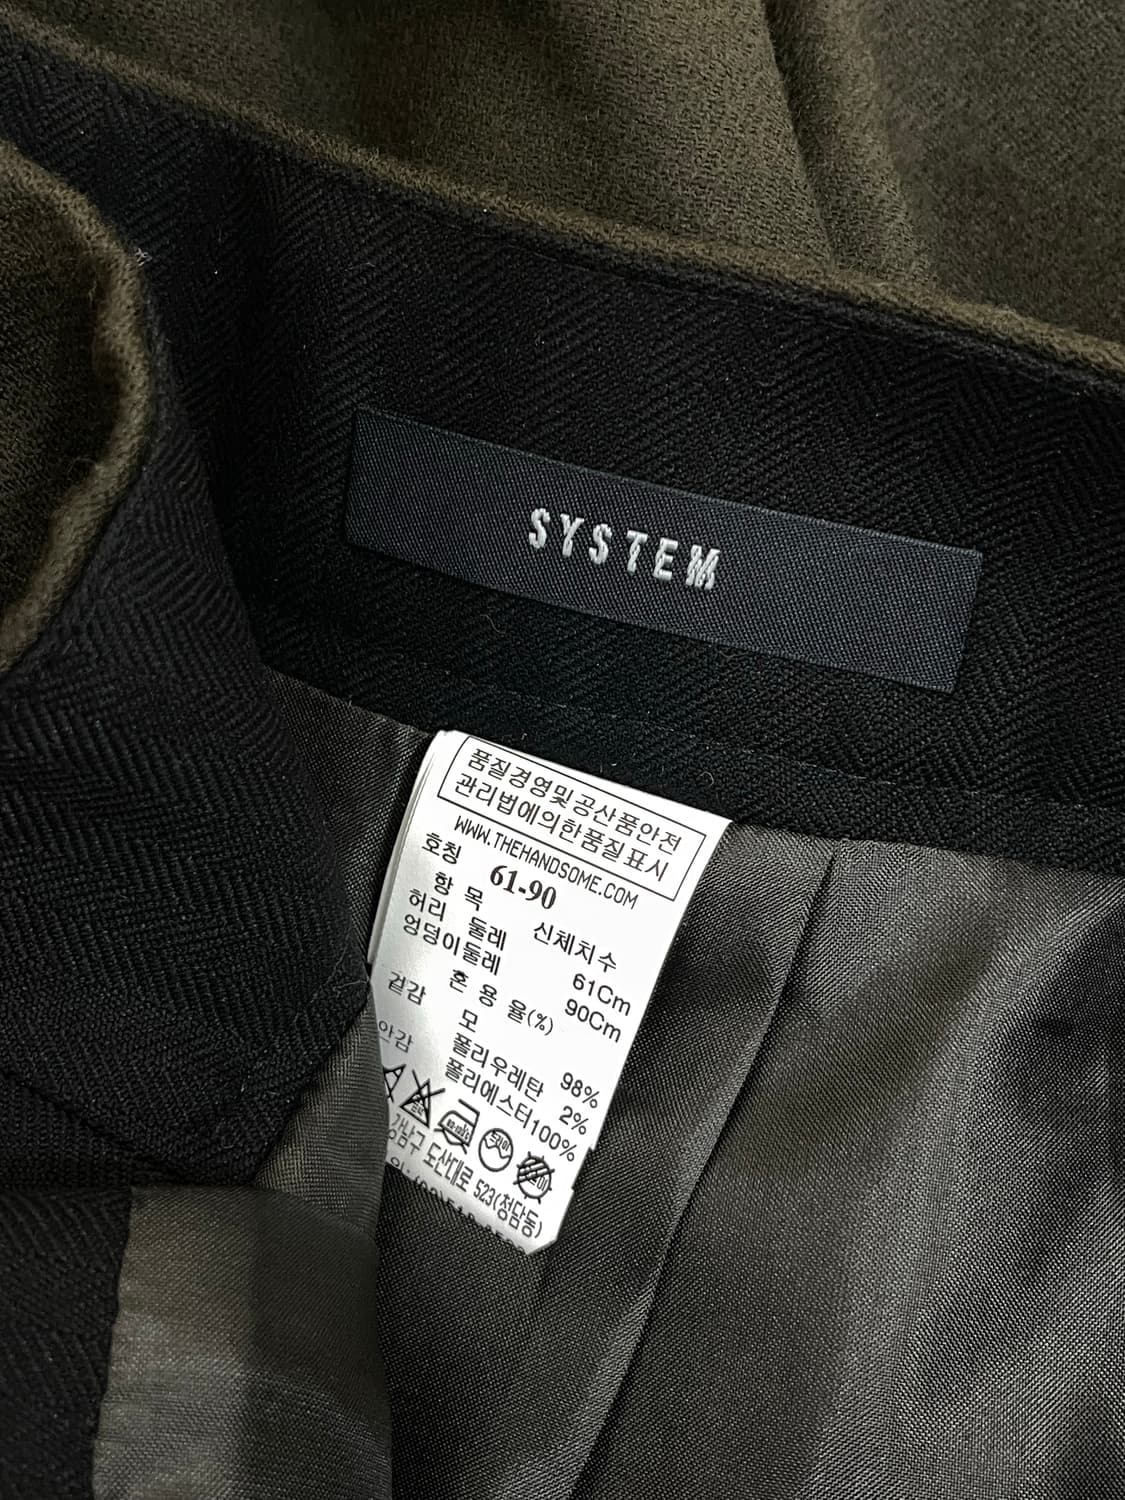 SYSTEM
품질경영및공산품안전
관리법에의한품질표시
WWW.THEHANDSOME.COM
호칭 61-90
항 목 신체치수
허리 둘레 61Cm
엉덩이둘레 90Cm
혼 용 율(%)
겉감 모 98%
폴리우레탄 2%
안감 폴리에스터100%
강남구 도산대로 523(청담동)